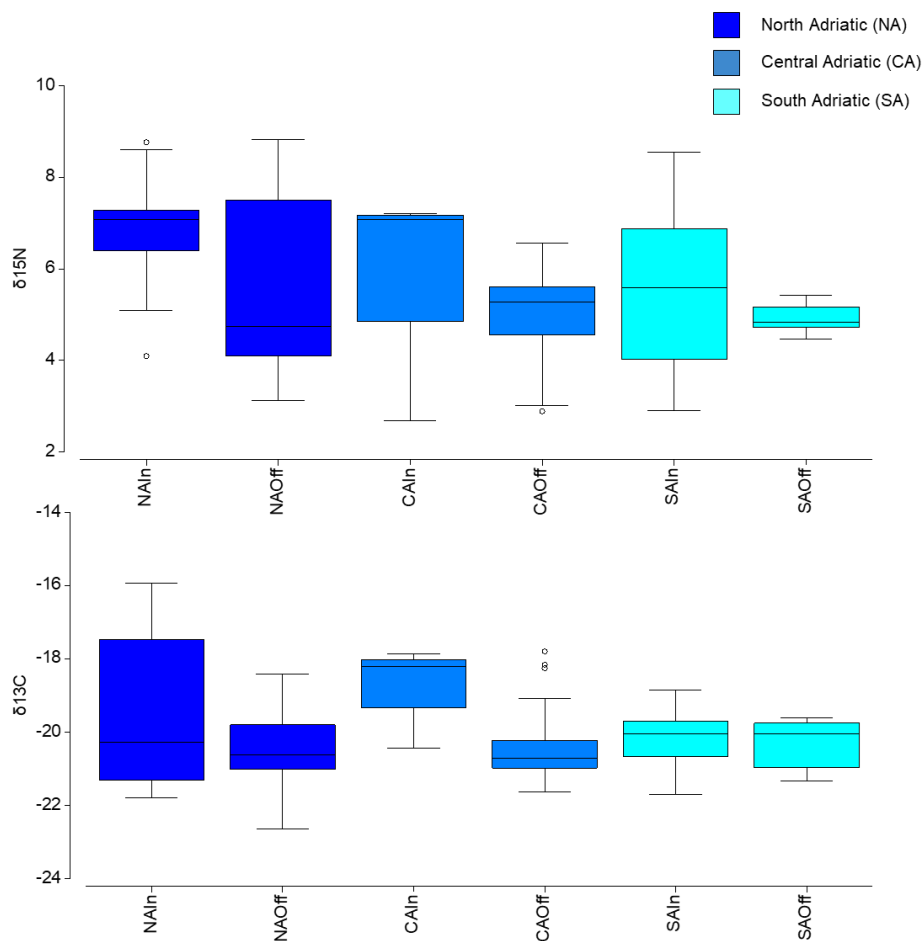 North Adriatic (NA)
Central Adriatic (CA)
South Adriatic (SA)
10
8
6
4
2
δ15N
NAIn
NAOff
CAIn
CAOff
SAIn
SAOff
-14
-16
-18
-20
-22
-24
δ13C
NAIn
NAOff
CAIn
CAOff
SAIn
SAOff